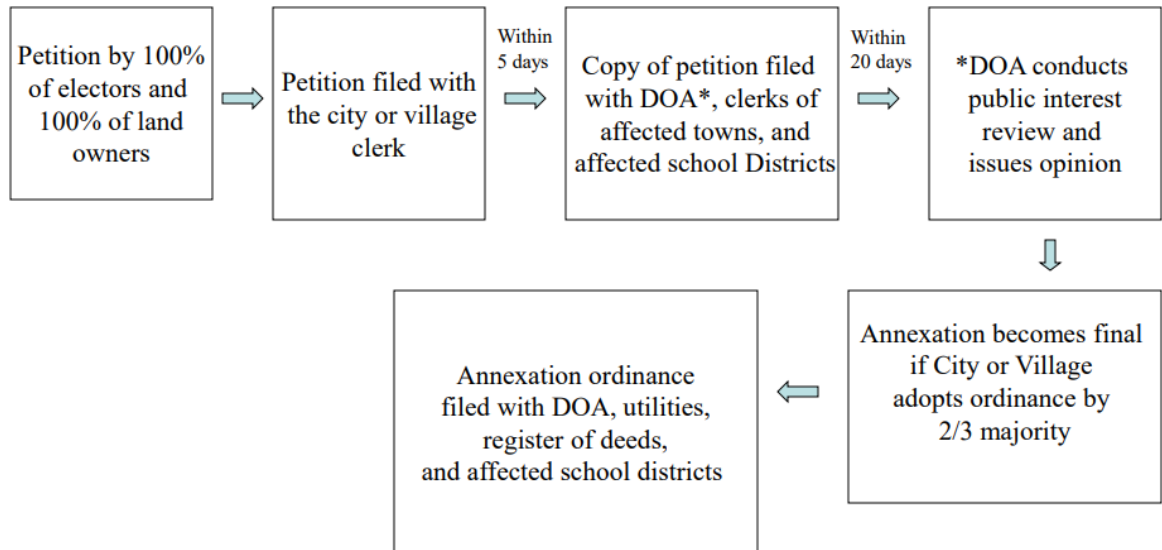 Petition by 100%
of electors and
100% of land
owners
Petition filed with
the city or village
clerk
Within
5 days
Copy of petition filed
with DOA*, clerks of
affected towns, and
affected school Districts
Within
20 days
*DOA conducts
public interest
review and
issues opinion
Annexation becomes final
if City or Village
adopts ordinance by
2/3 majority
Annexation ordinance
filed with DOA, utilities,
register of deeds,
and affected school districts